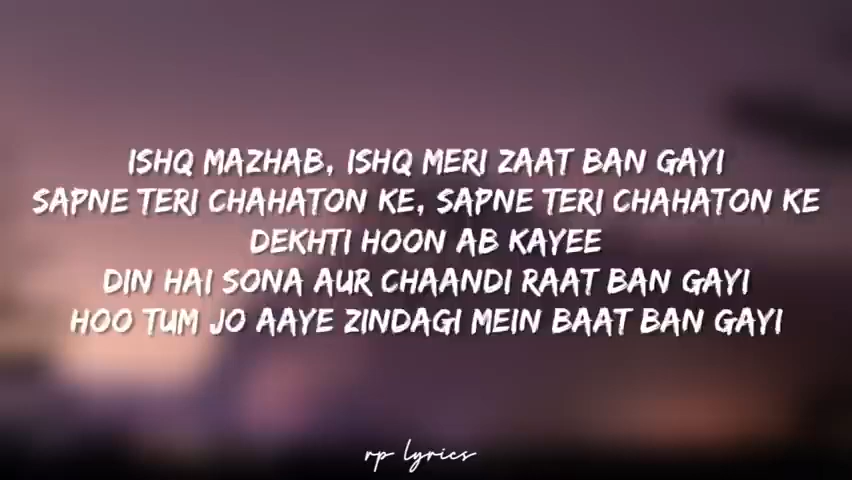 ISHQ MAZHAB, ISHQ MERI ZAAT BAN GAYI
SAPNE TERI CHAHATON KE, SAPNE TERI CHAHATON KE
DEKHTI HOON AB KAYEE
DIN HAI SONA AUR CHAANDI RAAT BAN GAYI
HOO TUM JO AAYE ZINDAGI MEIN BAAT BAN GAYI
rp lyrics